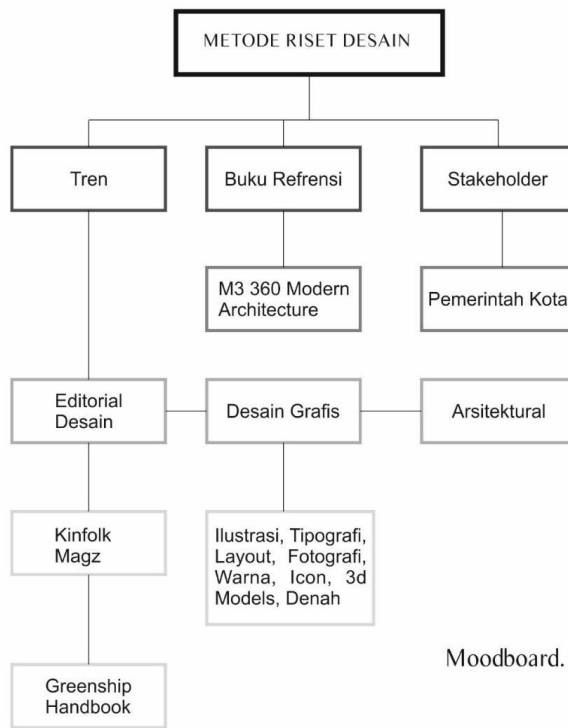 METODE RISET DESAIN
Tren
Buku Refrensi
Stakeholder
M3 360 Modern
Architecture
Pemerintah Kota
Editorial
Desain
Desain Grafis
Arsitektural
Kinfolk
Magz
Ilustrasi, Tipografi,
Layout, Fotografi,
Warna, Icon, 3d
Models, Denah
Greenship
Handbook
Moodboard.